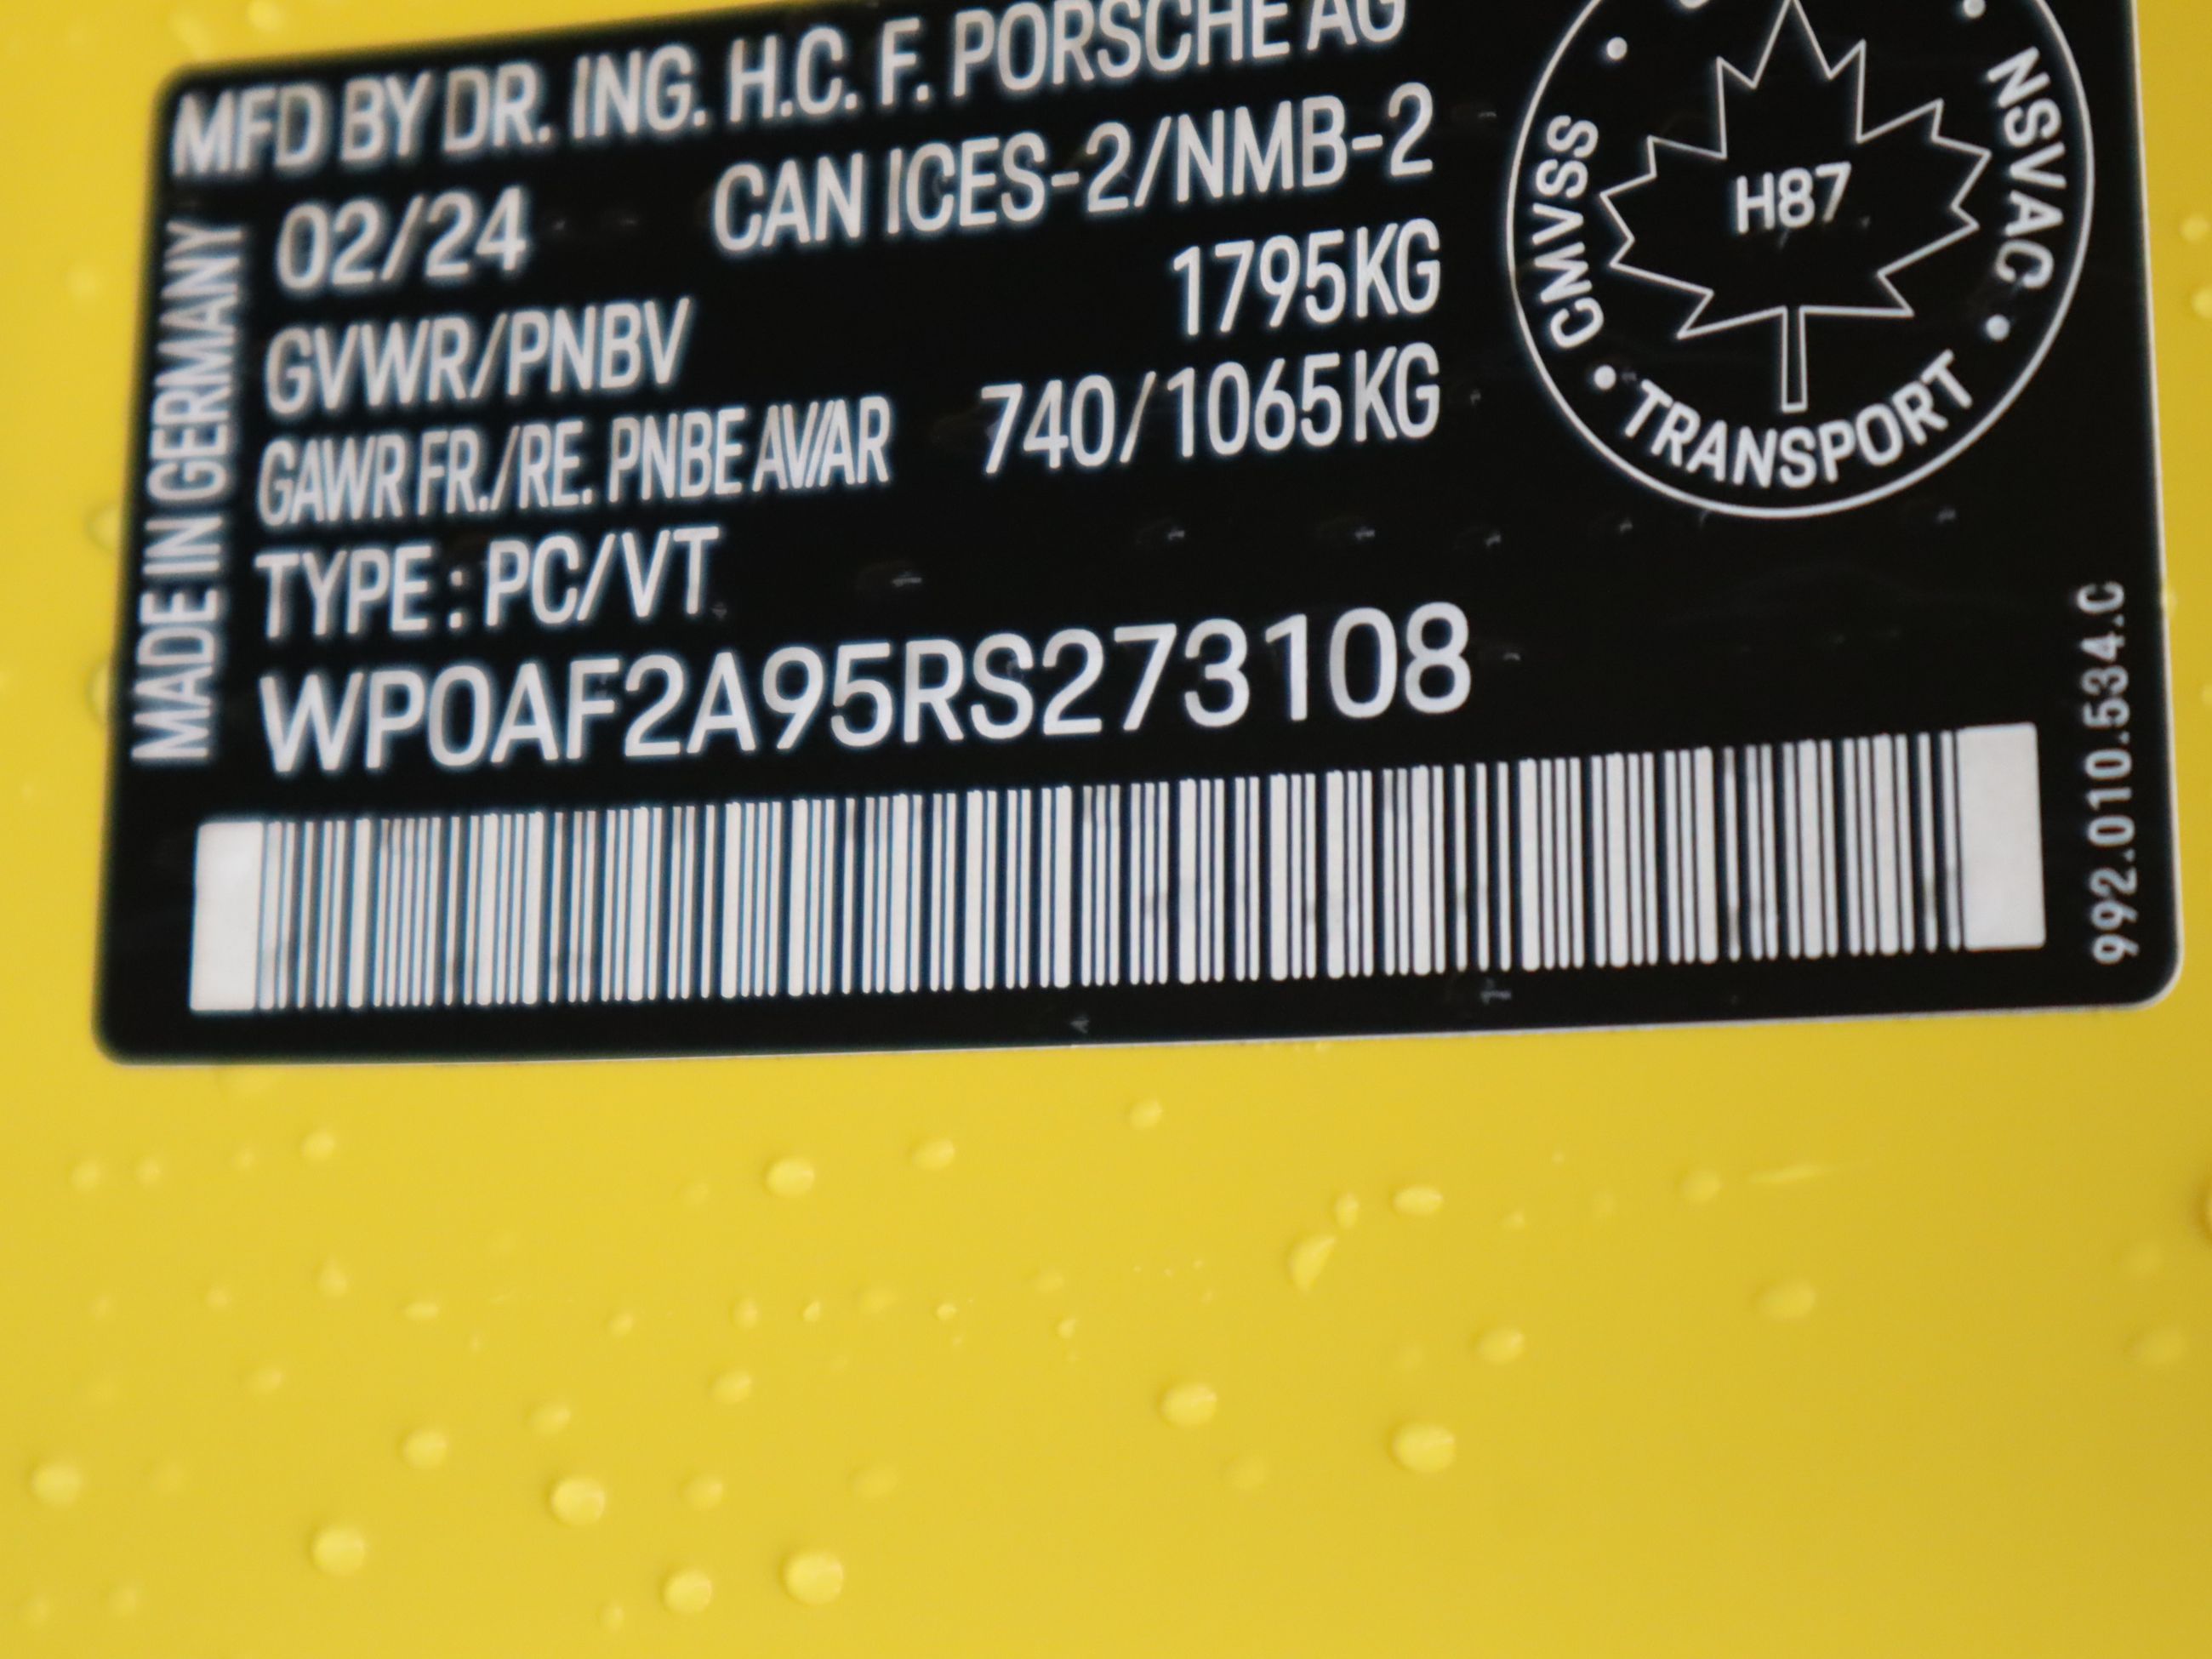 MFD BY DR. ING. H.C. F. PORSCHE AG
02/24 CAN ICES-2/NMB-2
GVWR/PNBV 1795KG
GAWR FR./RE. PNBE AV/AR 740/1065KG
TYPE : PC/VT
WP0AF2A95RS273108
MADE IN GERMANY
H87
CMVSS • TRANSPORT • NSVAC
992.010.534.C